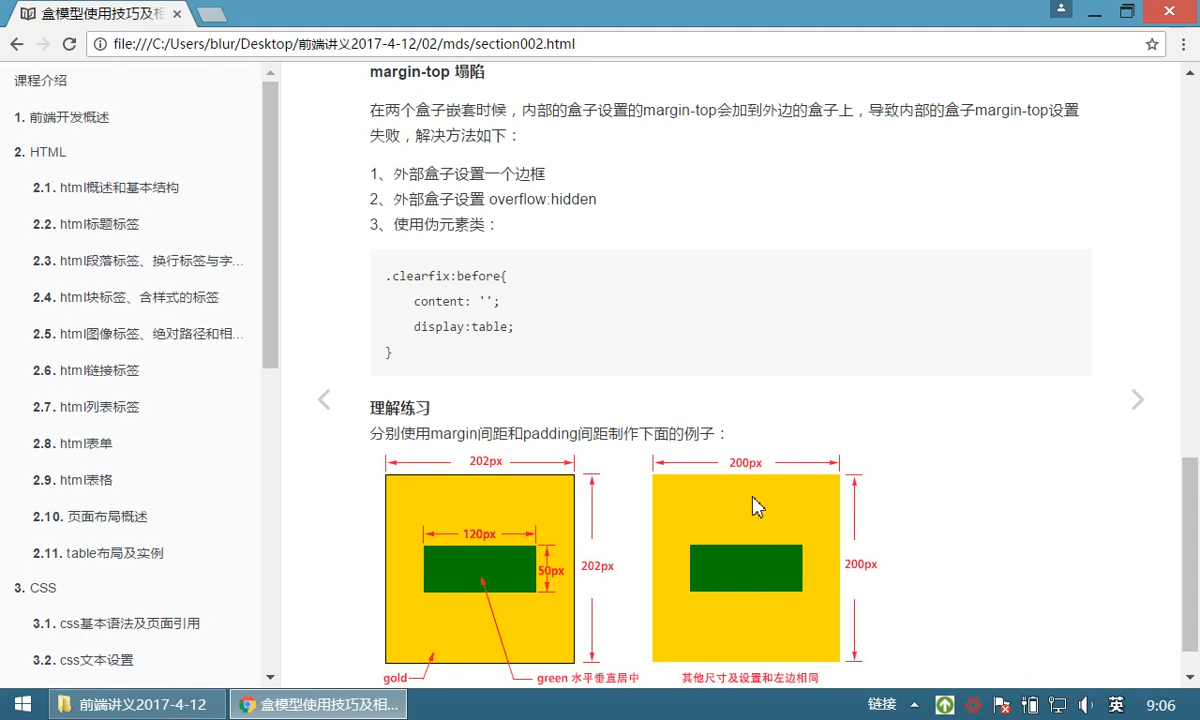 盒模型使用技巧及相
file:///C:/Users/blur/Desktop/前端讲义2017-4-12/02/mds/section002.html
课程介绍
1. 前端开发概述
2. HTML
2.1. html概述和基本结构
2.2. html标题标签
2.3. html段落标签、换行标签与字...
2.4. html块标签、含样式的标签
2.5. html图像标签、绝对路径和相...
2.6. html链接标签
2.7. html列表标签
2.8. html表单
2.9. html表格
2.10. 页面布局概述
2.11. table布局及实例
3. CSS
3.1. css基本语法及页面引用
3.2. css文本设置
margin-top 塌陷
在两个盒子嵌套时候，内部的盒子设置的margin-top会加到外边的盒子上，导致内部的盒子margin-top设置
失败，解决方法如下：
1、外部盒子设置一个边框
2、外部盒子设置 overflow:hidden
3、使用伪元素类：
.clearfix:before{
content: '';
display:table;
}
理解练习
分别使用margin间距和padding间距制作下面的例子：
202px
120px
50px
202px
gold
green 水平垂直居中
200px
200px
其他尺寸及设置和左边相同
前端讲义2017-4-12
盒模型使用技巧及相...
链接
英
9:06